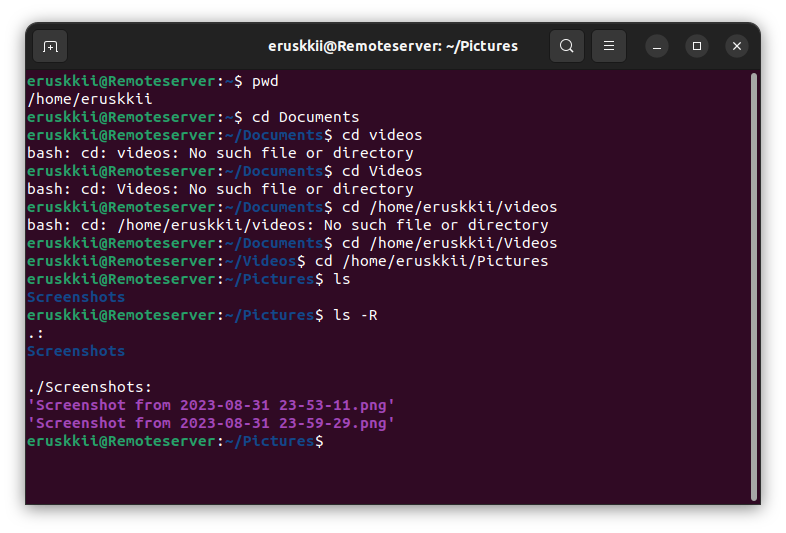 eruskkii@Remoteserver: ~/Pictures
eruskkii@Remoteserver:~$ pwd
/home/eruskkii
eruskkii@Remoteserver:~$ cd Documents
eruskkii@Remoteserver:~/Documents$ cd videos
bash: cd: videos: No such file or directory
eruskkii@Remoteserver:~/Documents$ cd Videos
bash: cd: Videos: No such file or directory
eruskkii@Remoteserver:~/Documents$ cd /home/eruskkii/videos
bash: cd: /home/eruskkii/videos: No such file or directory
eruskkii@Remoteserver:~/Documents$ cd /home/eruskkii/Videos
eruskkii@Remoteserver:~/Videos$ cd /home/eruskkii/Pictures
eruskkii@Remoteserver:~/Pictures$ ls
Screenshots
eruskkii@Remoteserver:~/Pictures$ ls -R
.:
Screenshots

./Screenshots:
'Screenshot from 2023-08-31 23-53-11.png'
'Screenshot from 2023-08-31 23-59-29.png'
eruskkii@Remoteserver:~/Pictures$